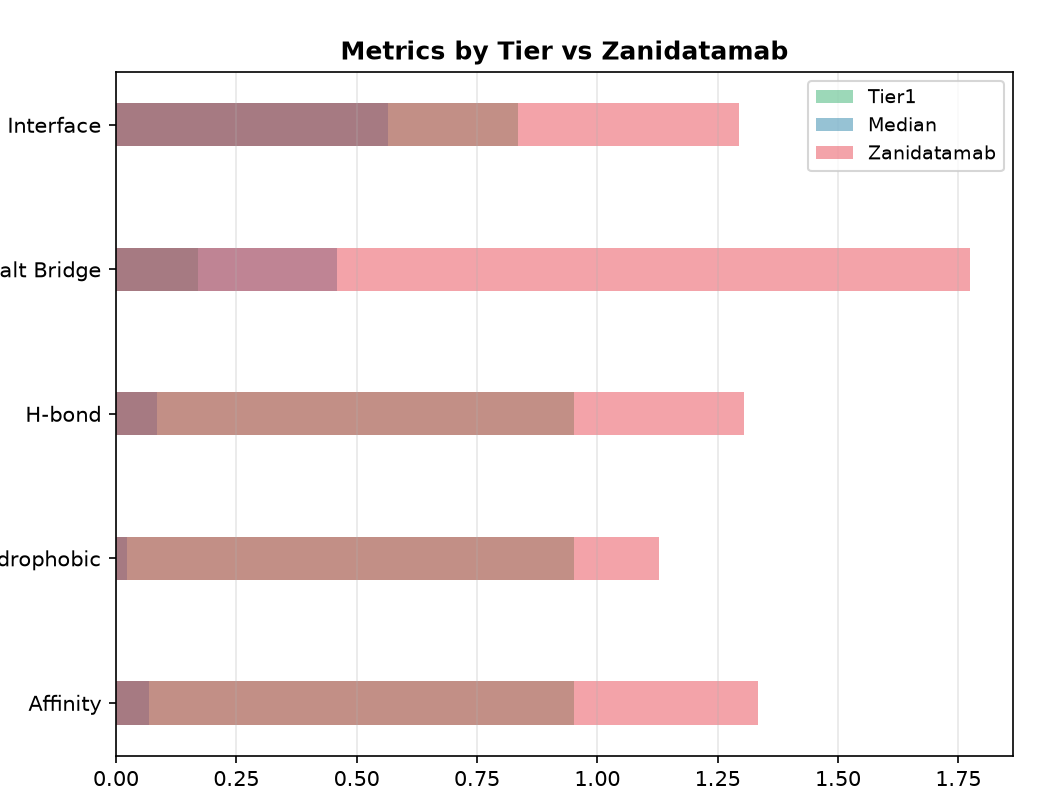 Metrics by Tier vs Zanidatamab
Tier1
Median
Zanidatamab
Interface
alt Bridge
H-bond
drophobic
Affinity
0.00 0.25 0.50 0.75 1.00 1.25 1.50 1.75